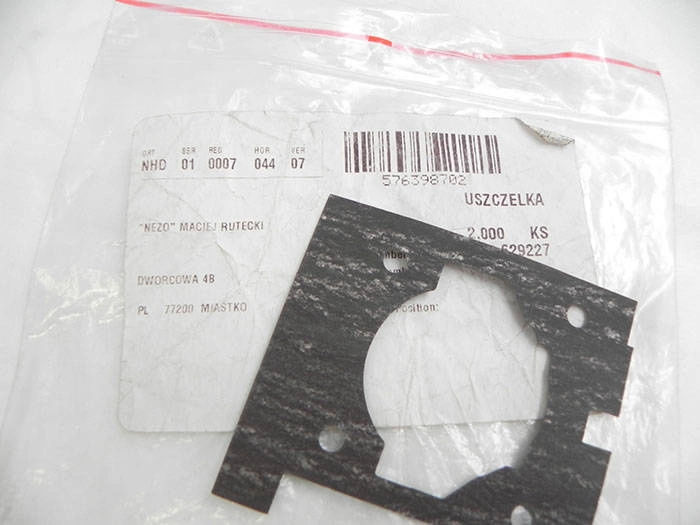 ORT SER REG HOR VER
NHD 01 0007 044 07
576398702
USZCZELKA
"NEZO" MACIEJ RUTECKI
2.000 KS
629227
DWORCOWA 4B
PL 77200 MIASTKO